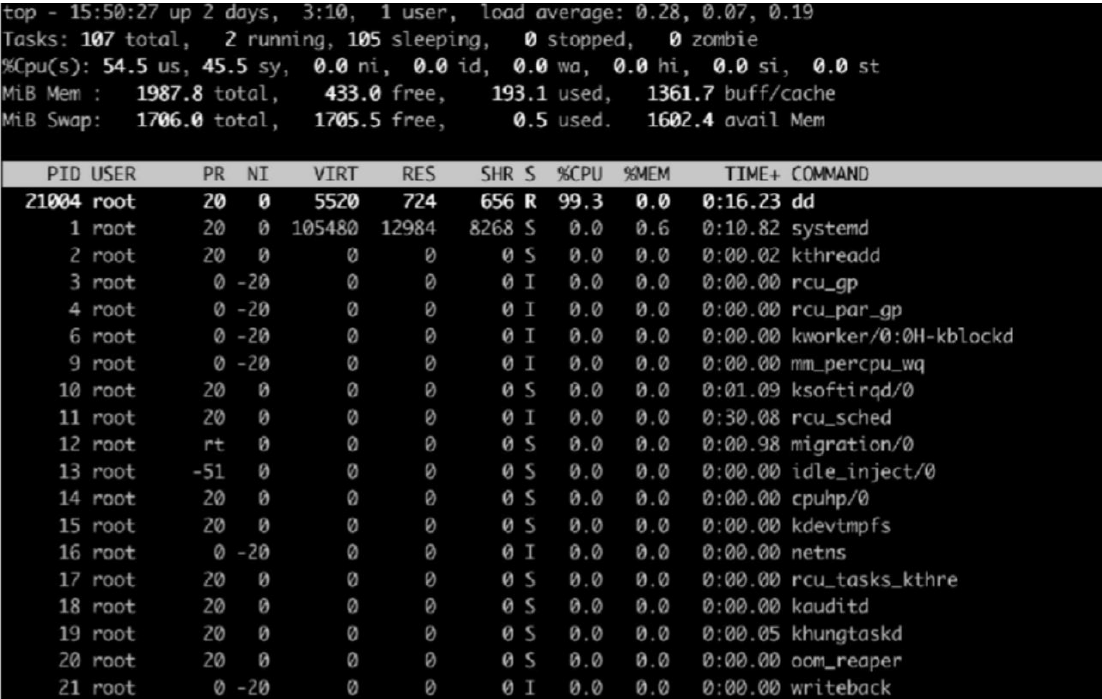 top - 15:50:27 up 2 days,  3:10,  1 user,  load average: 0.28, 0.07, 0.19
Tasks: 107 total,   2 running, 105 sleeping,   0 stopped,   0 zombie
%Cpu(s): 54.5 us, 45.5 sy,  0.0 ni,  0.0 id,  0.0 wa,  0.0 hi,  0.0 si,  0.0 st
MiB Mem :   1987.8 total,    433.0 free,    193.1 used,   1361.7 buff/cache
MiB Swap:   1706.0 total,   1705.5 free,      0.5 used.   1602.4 avail Mem
PID USER      PR  NI    VIRT    RES    SHR S  %CPU  %MEM     TIME+ COMMAND
21004 root      20   0    5520    724    656 R  99.3   0.0   0:16.23 dd
1 root      20   0  105480  12984   8268 S   0.0   0.6   0:10.82 systemd
2 root      20   0       0      0      0 S   0.0   0.0   0:00.02 kthreadd
3 root       0 -20       0      0      0 I   0.0   0.0   0:00.00 rcu_gp
4 root       0 -20       0      0      0 I   0.0   0.0   0:00.00 rcu_par_gp
6 root       0 -20       0      0      0 I   0.0   0.0   0:00.00 kworker/0:0H-kblockd
9 root       0 -20       0      0      0 I   0.0   0.0   0:00.00 mm_percpu_wq
10 root      20   0       0      0      0 S   0.0   0.0   0:01.09 ksoftirqd/0
11 root      20   0       0      0      0 I   0.0   0.0   0:30.08 rcu_sched
12 root      rt   0       0      0      0 S   0.0   0.0   0:00.98 migration/0
13 root     -51   0       0      0      0 S   0.0   0.0   0:00.00 idle_inject/0
14 root      20   0       0      0      0 S   0.0   0.0   0:00.00 cpuhp/0
15 root      20   0       0      0      0 S   0.0   0.0   0:00.00 kdevtmpfs
16 root       0 -20       0      0      0 I   0.0   0.0   0:00.00 netns
17 root      20   0       0      0      0 S   0.0   0.0   0:00.00 rcu_tasks_kthre
18 root      20   0       0      0      0 S   0.0   0.0   0:00.00 kauditd
19 root      20   0       0      0      0 S   0.0   0.0   0:00.05 khungtaskd
20 root      20   0       0      0      0 S   0.0   0.0   0:00.00 oom_reaper
21 root       0 -20       0      0      0 I   0.0   0.0   0:00.00 writeback